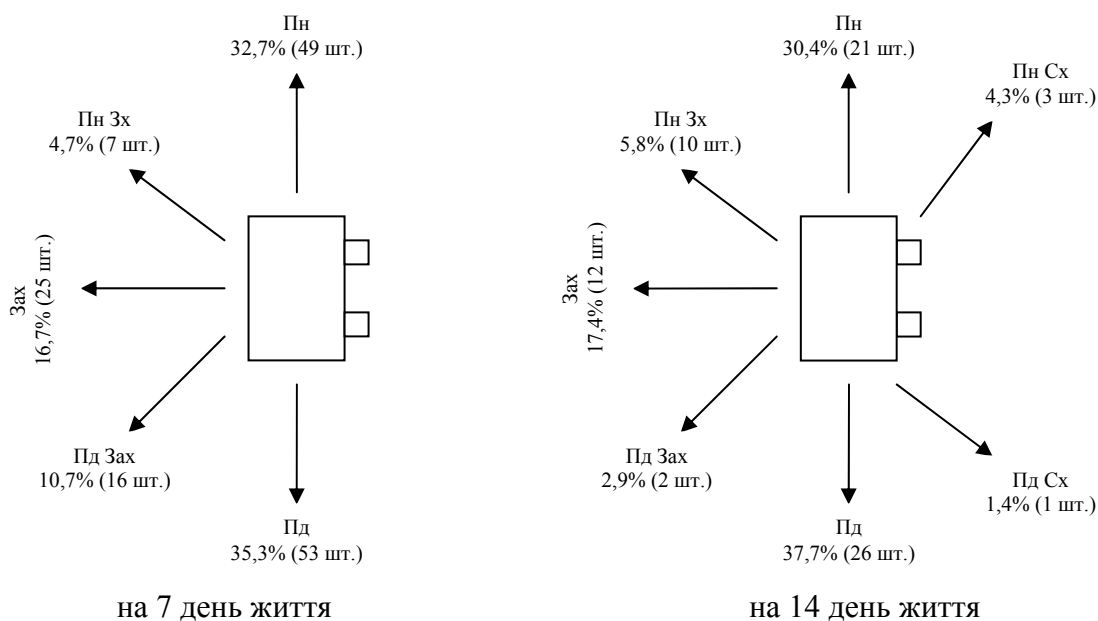 Пн
32,7% (49 шт.)
Пн Зх
4,7% (7 шт.)
Зах
16,7% (25 шт.)
Пд Зах
10,7% (16 шт.)
Пд
35,3% (53 шт.)
на 7 день життя
Пн
30,4% (21 шт.)
Пн Сх
4,3% (3 шт.)
Пн Зх
5,8% (10 шт.)
Зах
17,4% (12 шт.)
Пд Зах
2,9% (2 шт.)
Пд Сх
1,4% (1 шт.)
Пд
37,7% (26 шт.)
на 14 день життя